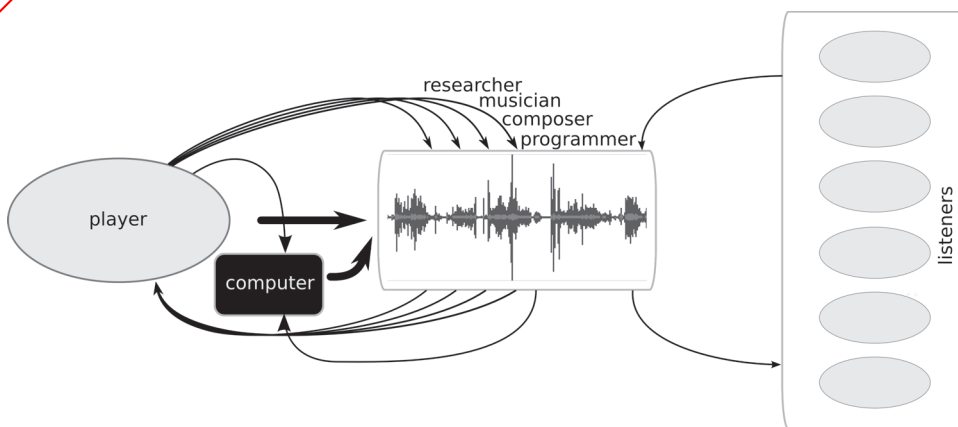 researcher
musician
composer
programmer
player
computer
listeners